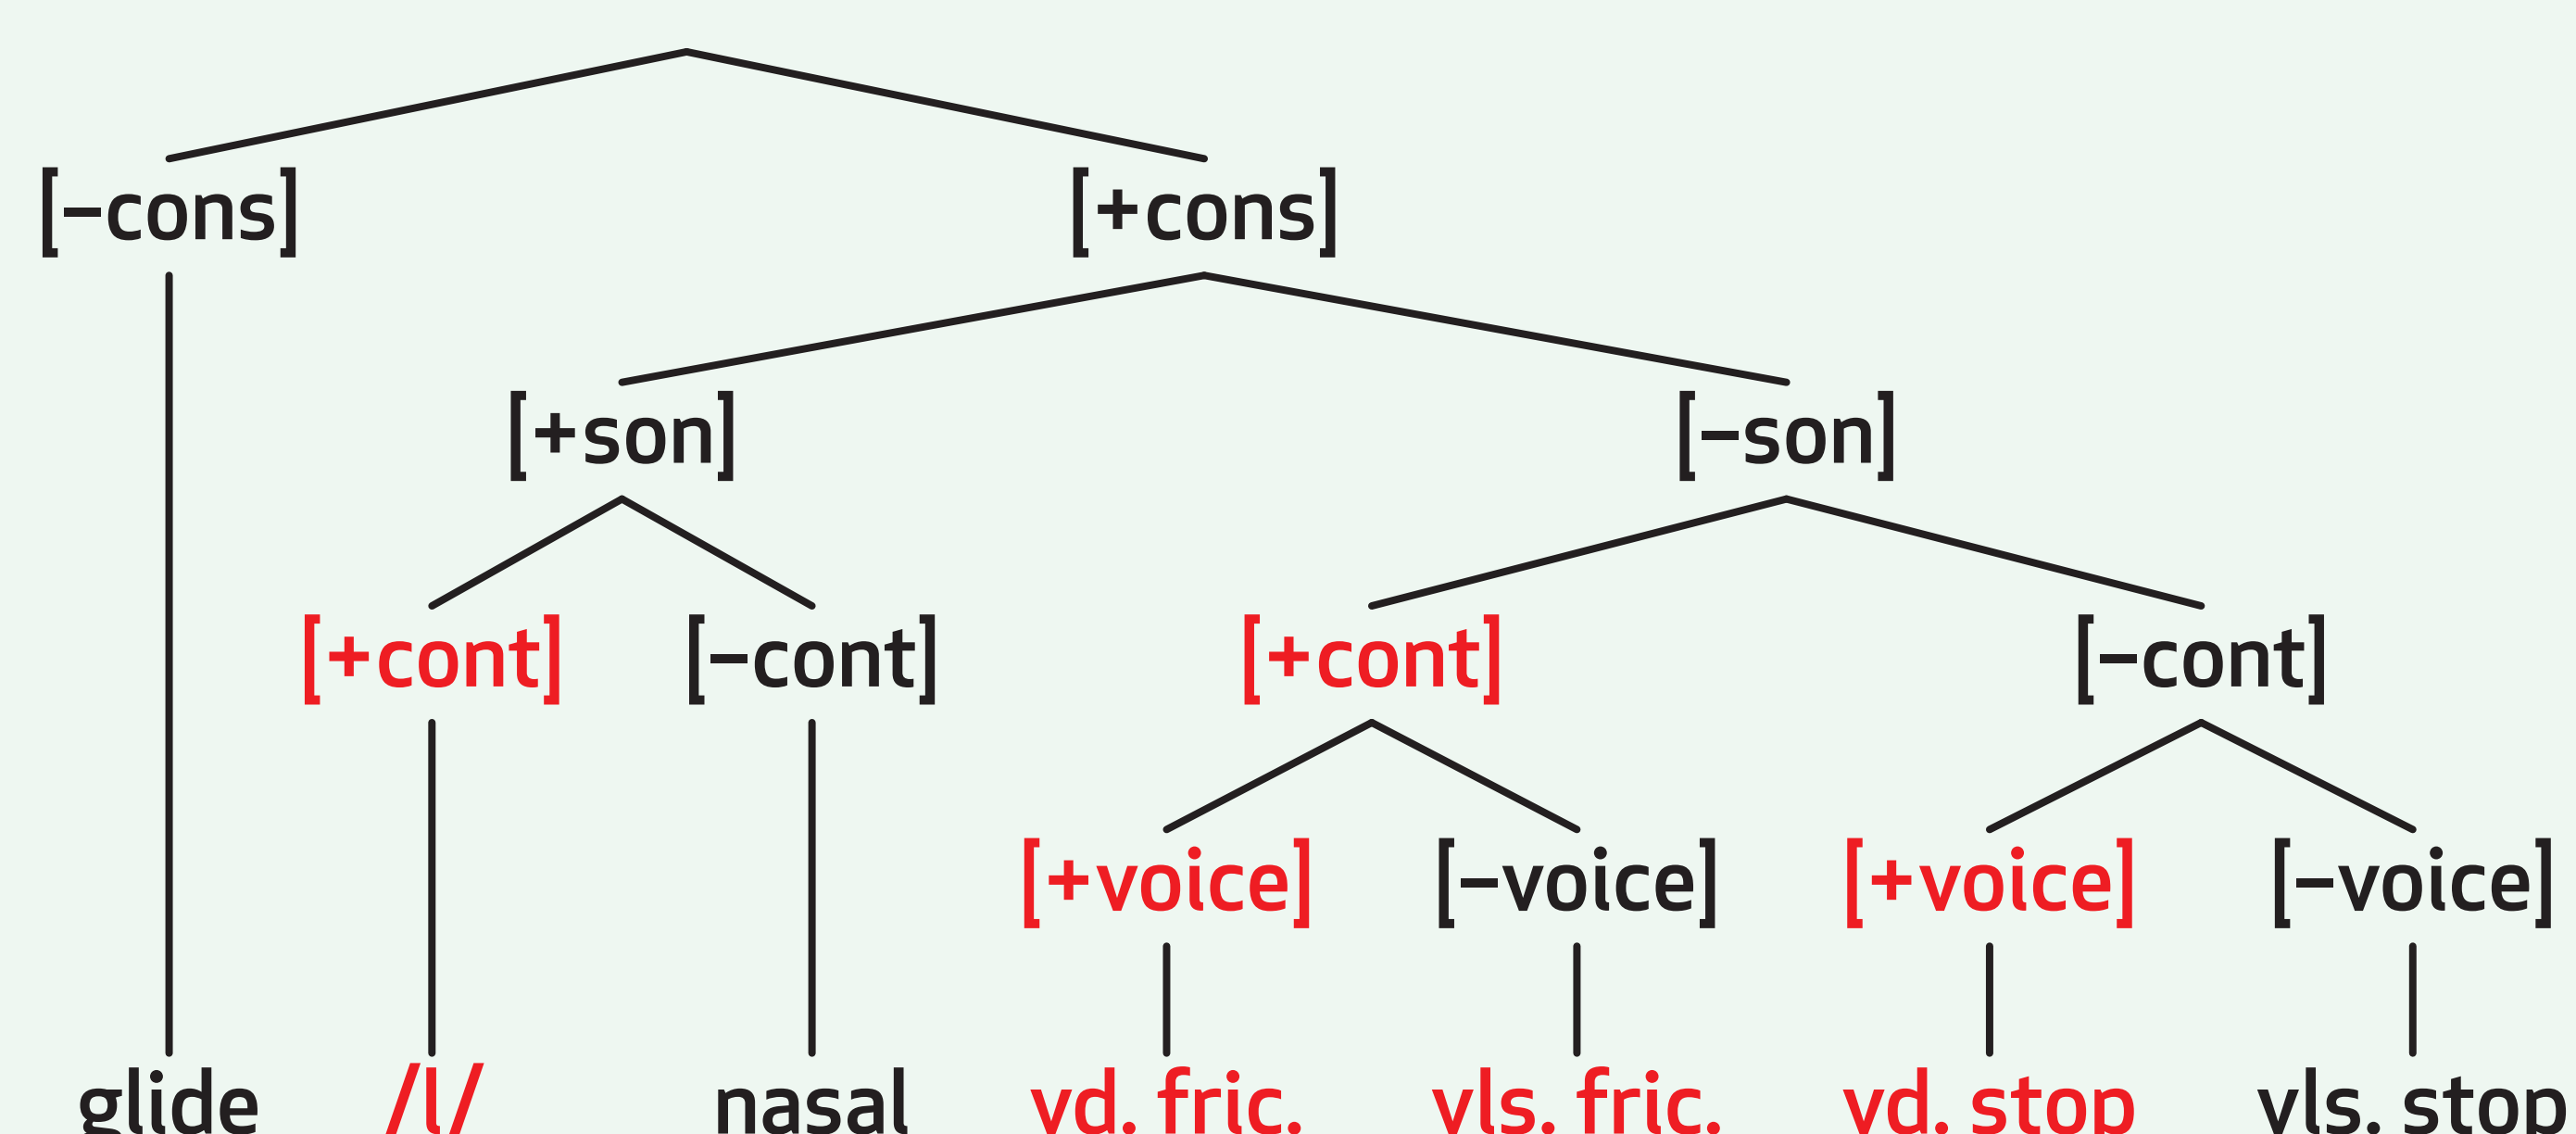 [–cons] [+cons]
[+son] [–son]
[+cont] [–cont] [+cont] [–cont]
[+voice] [–voice] [+voice] [–voice]
glide /l/ nasal vd. fric. vls. fric. vd. stop vls. stop